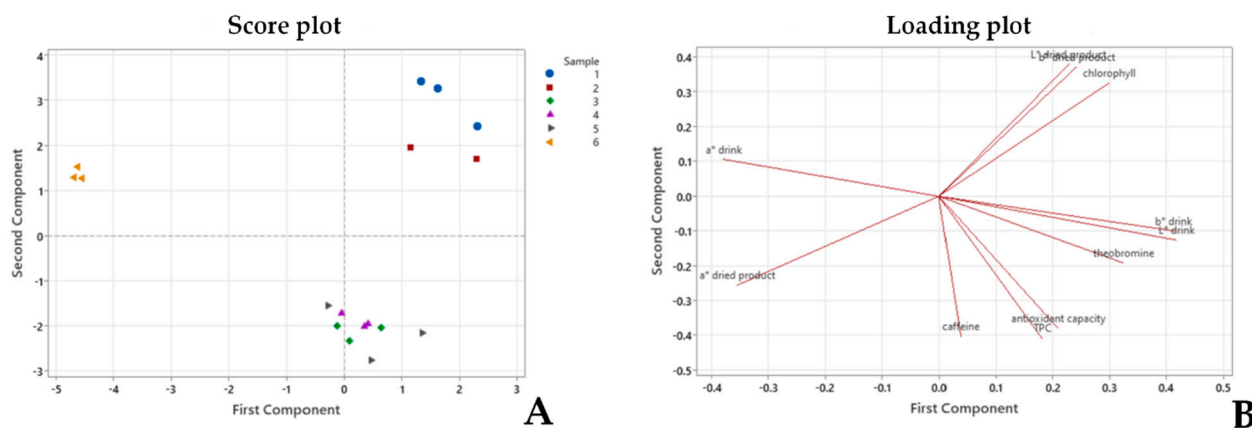 Score plot
4
3
2
1
0
-1
-2
-3
-5
-4
-3
-2
-1
0
1
2
3
Second Component
First Component
Sample
1
2
3
4
5
6
A
Loading plot
0.4
0.3
0.2
0.1
0.0
-0.1
-0.2
-0.3
-0.4
-0.5
-0.4
-0.3
-0.2
-0.1
0.0
0.1
0.2
0.3
0.4
0.5
Second Component
First Component
L* dried product
b* dried product
chlorophyll
a* drink
b* drink
L* drink
theobromine
a* dried product
antioxidant capacity
caffeine
TPC
B